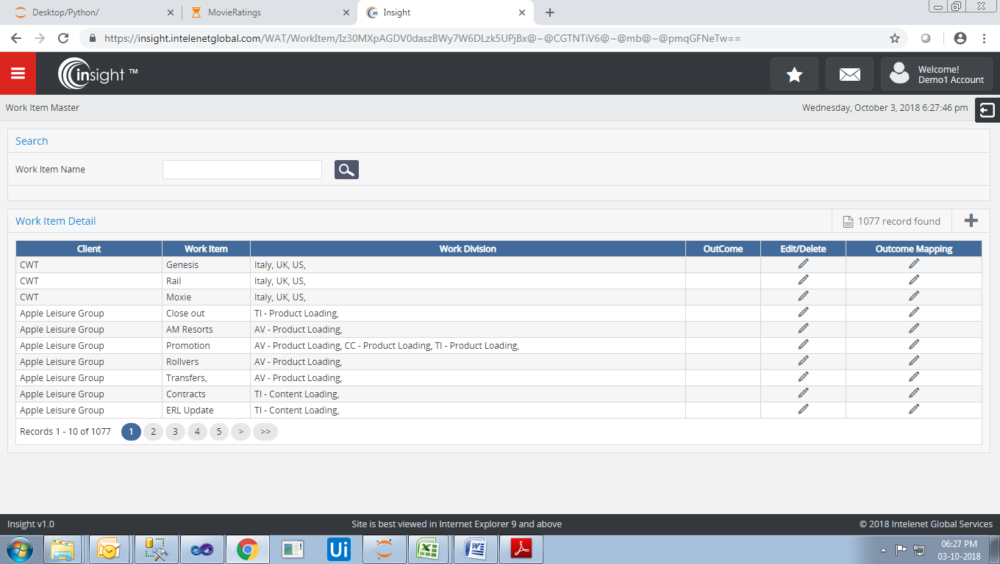 Desktop/Python/ MovieRatings Insight
https://insight.intelenetglobal.com/WAT/WorkItem/Iz30MXpAGDV0daszBWy7W6DLzk5UPjBx@~@CGTNTiV6@~@mb@~@pmqGFNeTw==
insight ™
Welcome!
Demo1 Account
Work Item Master Wednesday, October 3, 2018 6:27:46 pm
Search
Work Item Name
Work Item Detail 1077 record found
Client Work Item Work Division OutCome Edit/Delete Outcome Mapping
CWT Genesis Italy, UK, US,
CWT Rail Italy, UK, US,
CWT Moxie Italy, UK, US,
Apple Leisure Group Close out TI - Product Loading,
Apple Leisure Group AM Resorts AV - Product Loading,
Apple Leisure Group Promotion AV - Product Loading, CC - Product Loading, TI - Product Loading,
Apple Leisure Group Rollvers AV - Product Loading,
Apple Leisure Group Transfers, AV - Product Loading,
Apple Leisure Group Contracts TI - Content Loading,
Apple Leisure Group ERL Update TI - Content Loading,
Records 1 - 10 of 1077 1 2 3 4 5 > >>
Insight v1.0 Site is best viewed in Internet Explorer 9 and above © 2018 Intelenet Global Services
Ui
06:27 PM
03-10-2018